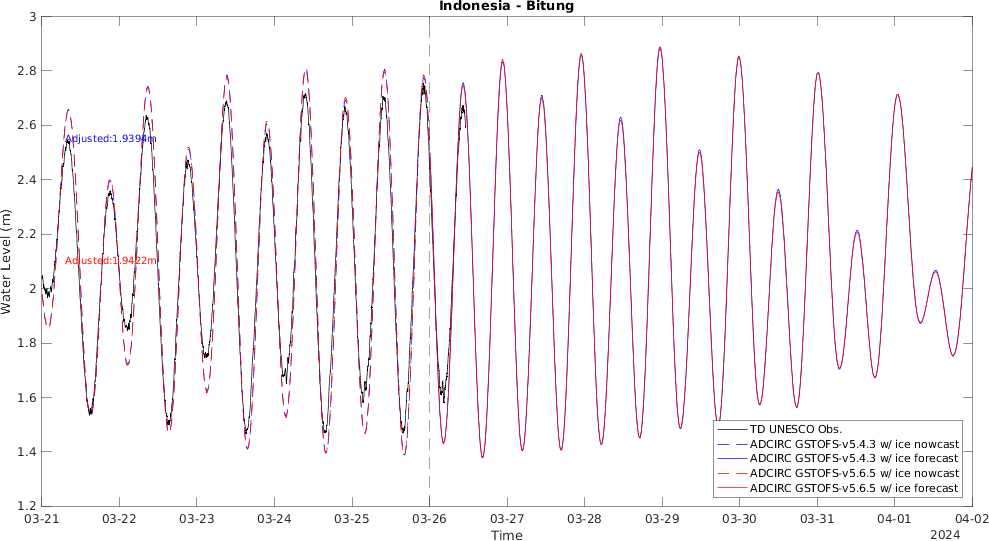 Indonesia - Bitung
Water Level (m)
3
2.8
2.6
2.4
2.2
2
1.8
1.6
1.4
1.2
Adjusted:1.9394m
Adjusted:1.9422m
TD UNESCO Obs.
ADCIRC GSTOFS-v5.4.3 w/ ice nowcast
ADCIRC GSTOFS-v5.4.3 w/ ice forecast
ADCIRC GSTOFS-v5.6.5 w/ ice nowcast
ADCIRC GSTOFS-v5.6.5 w/ ice forecast
03-21 03-22 03-23 03-24 03-25 03-26 03-27 03-28 03-29 03-30 03-31 04-01 04-02
Time
2024